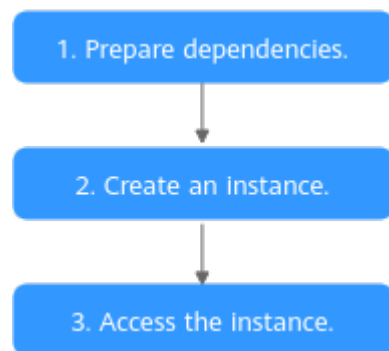 1. Prepare dependencies.
2. Create an instance.
3. Access the instance.